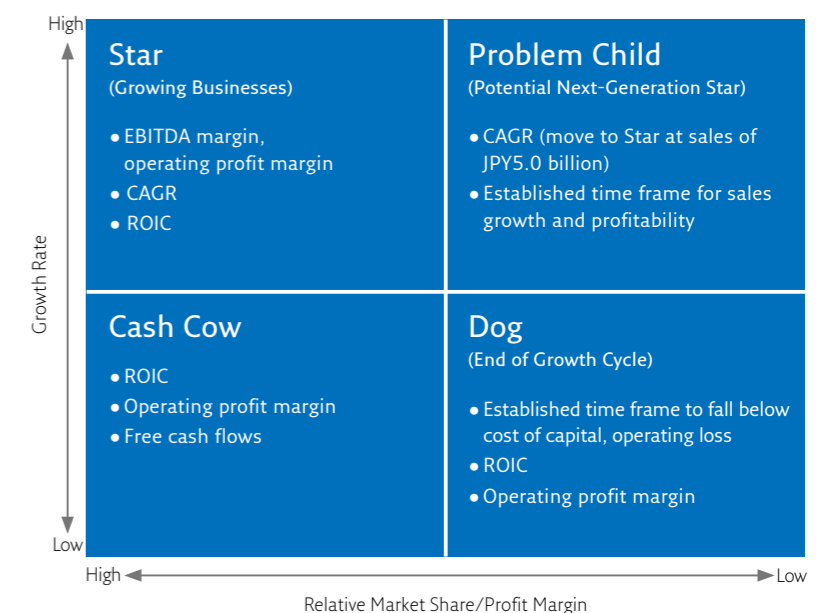 High
Star
(Growing Businesses)
● EBITDA margin,
operating profit margin
● CAGR
● ROIC
Problem Child
(Potential Next-Generation Star)
● CAGR (move to Star at sales of
JPY5.0 billion)
● Established time frame for sales
growth and profitability
Growth Rate
Cash Cow
● ROIC
● Operating profit margin
● Free cash flows
Dog
(End of Growth Cycle)
● Established time frame to fall below
cost of capital, operating loss
● ROIC
● Operating profit margin
Low
High
Low
Relative Market Share/Profit Margin